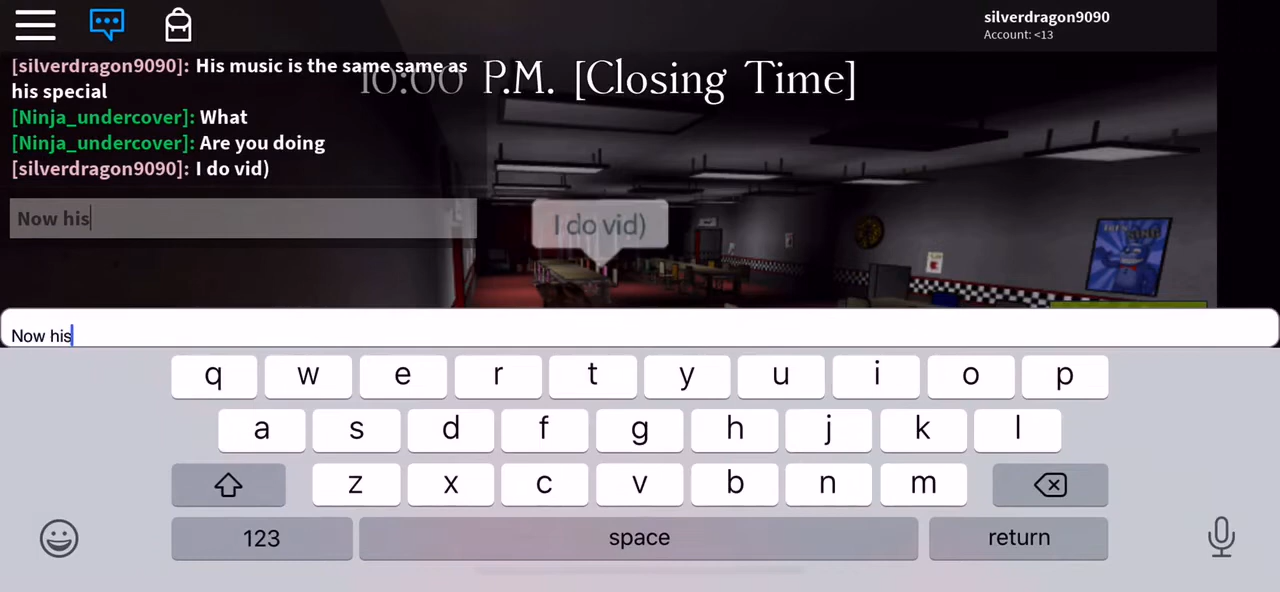 silverdragon9090
Account: <13
[silverdragon9090]: His music is the same same as
his special
[Ninja_undercover]: What
[Ninja_undercover]: Are you doing
[silverdragon9090]: I do vid)
10:00 P.M. [Closing Time]
Now his
I do vid)
Now his
q w e r t y u i o p
a s d f g h j k l
z x c v b n m
123 space return